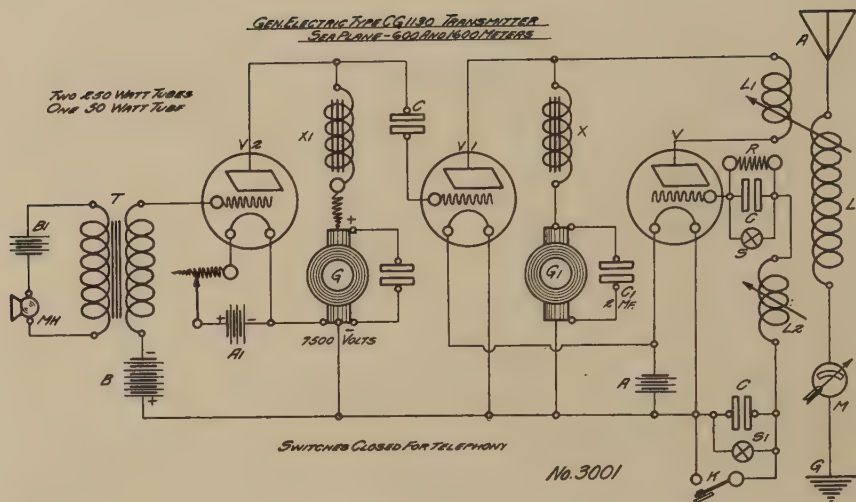 GEN. ELECTRIC TYPE CG 1130 TRANSMITTER
SEA PLANE - 600 AND 1600 METERS
TWO 250 WATT TUBES
ONE 50 WATT TUBE
A
L1
V2
X1
C
V1
X
V
R
L
T
B1
C
S
+
G
G1
C1
2 MF.
MH
+ -
A1
-
7500 VOLTS
L2
B
-
+
A
C
M
S1
SWITCHES CLOSED FOR TELEPHONY
No. 3001
K
G